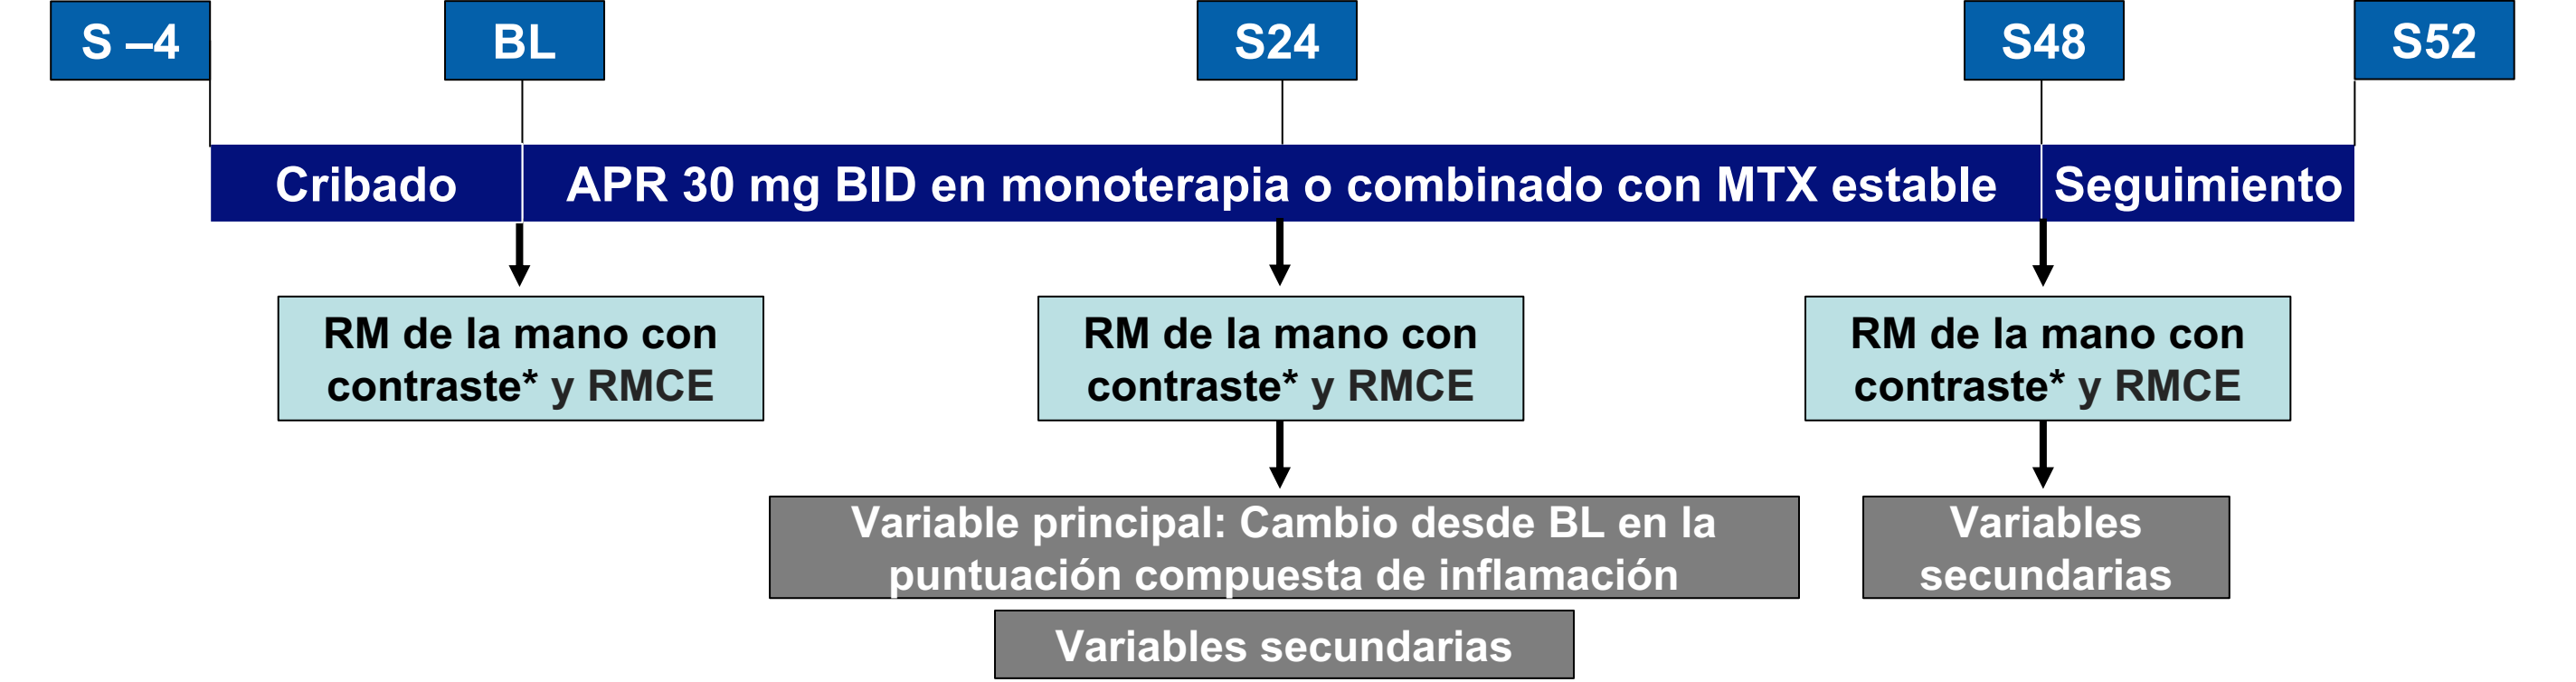 S –4
BL
S24
S48
S52
Cribado
APR 30 mg BID en monoterapia o combinado con MTX estable
Seguimiento
RM de la mano con
contraste* y RMCE
RM de la mano con
contraste* y RMCE
RM de la mano con
contraste* y RMCE
Variable principal: Cambio desde BL en la
puntuación compuesta de inflamación
Variables
secundarias
Variables secundarias